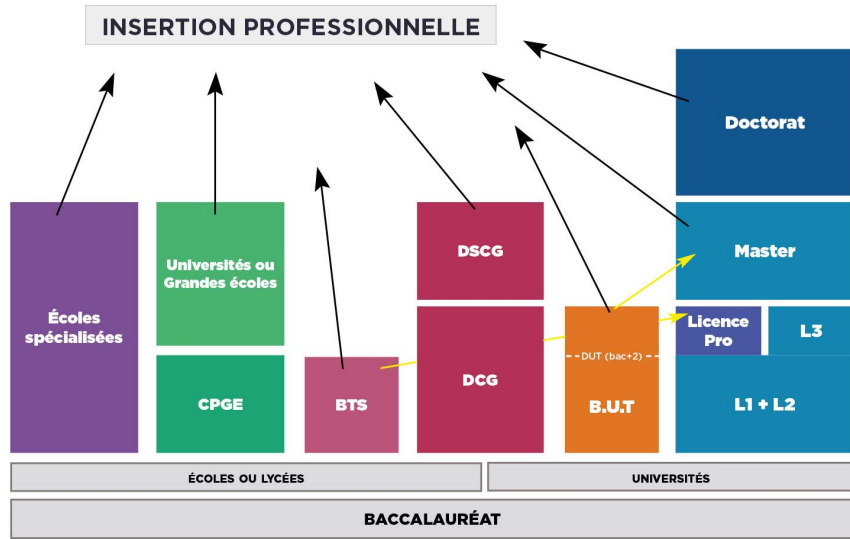 INSERTION PROFESSIONNELLE
Doctorat
Universités ou
Grandes écoles
DSCG
Master
Écoles
spécialisées
Licence
Pro
L3
DUT (bac+2)
CPGE
BTS
DCG
B.U.T
L1 + L2
ÉCOLES OU LYCÉES
UNIVERSITÉS
BACCALAURÉAT